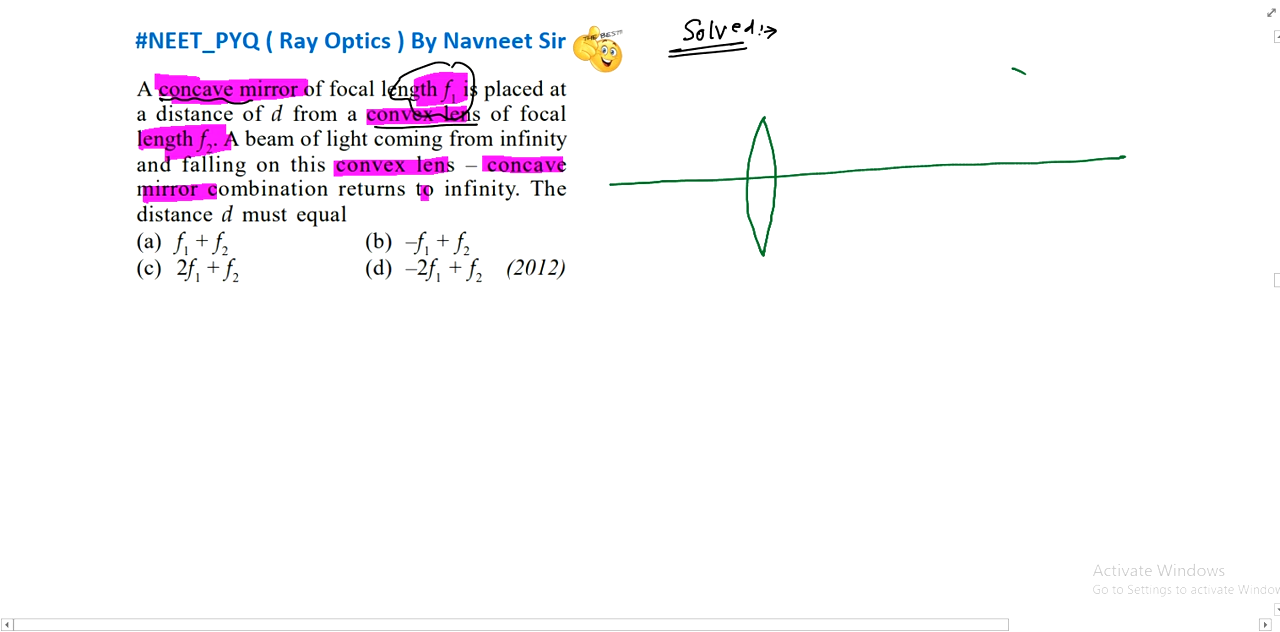 #NEET_PYQ ( Ray Optics ) By Navneet Sir
THE BEST!!
Solved:→
A concave mirror of focal length f₁ is placed at
a distance of d from a convex lens of focal
length f₂. A beam of light coming from infinity
and falling on this convex lens – concave
mirror combination returns to infinity. The
distance d must equal
(a) f₁ + f₂ (b) –f₁ + f₂
(c) 2f₁ + f₂ (d) –2f₁ + f₂ (2012)
Activate Windows
Go to Settings to activate Window